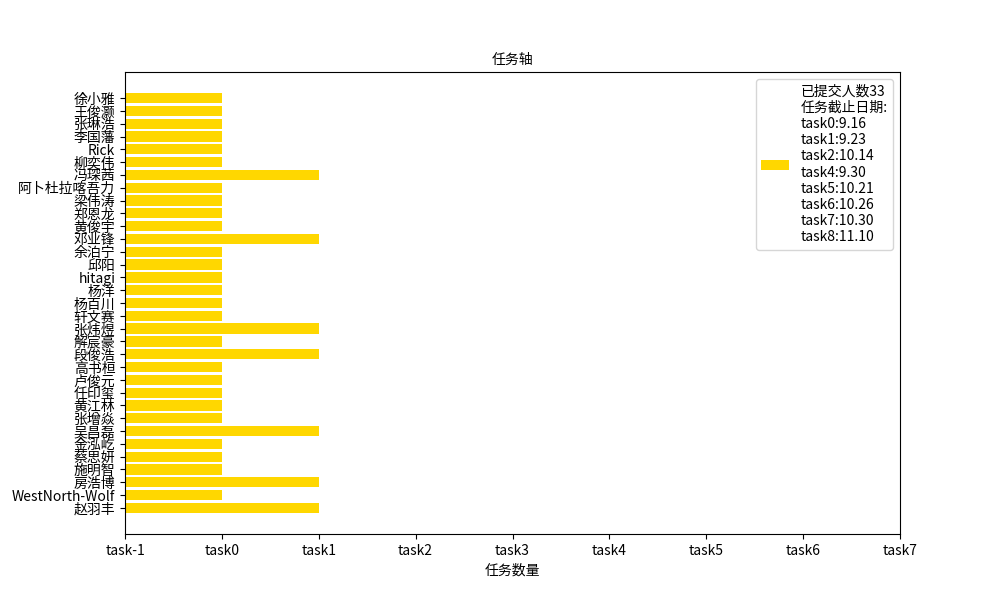 任务轴
已提交人数33
任务截止日期:
task0:9.16
task1:9.23
task2:10.14
task4:9.30
task5:10.21
task6:10.26
task7:10.30
task8:11.10
徐小雅
王俊灏
张琳浩
李国藩
Rick
柳奕伟
冯琛茜
阿卜杜拉喀吾力
梁伟涛
郑恩龙
黄俊宇
邓业锋
余泊宁
邱阳
hitagi
杨洋
杨百川
轩文赛
张炜煜
解宸豪
段俊浩
高书桓
卢俊元
任印玺
黄江林
张增焱
吴昌磊
金泓屹
蔡思妍
施明智
房浩博
WestNorth-Wolf
赵羽丰
task-1 task0 task1 task2 task3 task4 task5 task6 task7
任务数量